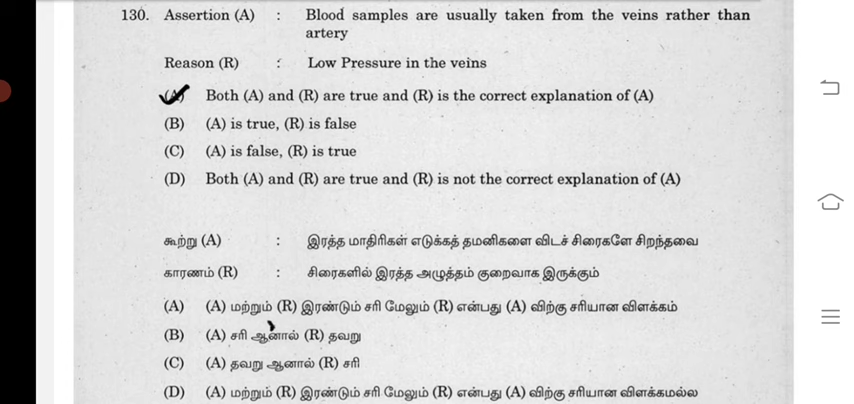 130. Assertion (A) : Blood samples are usually taken from the veins rather than
artery
Reason (R) : Low Pressure in the veins
(A) Both (A) and (R) are true and (R) is the correct explanation of (A)
(B) (A) is true, (R) is false
(C) (A) is false, (R) is true
(D) Both (A) and (R) are true and (R) is not the correct explanation of (A)
கூற்று (A) : இரத்த மாதிரிகள் எடுக்கத் தமனிகளை விடச் சிரைகளே சிறந்தவை
காரணம் (R) : சிரைகளில் இரத்த அழுத்தம் குறைவாக இருக்கும்
(A) (A) மற்றும் (R) இரண்டும் சரி மேலும் (R) என்பது (A) விற்கு சரியான விளக்கம்
(B) (A) சரி ஆனால் (R) தவறு
(C) (A) தவறு ஆனால் (R) சரி
(D) (A) மற்றும் (R) இரண்டும் சரி மேலும் (R) என்பது (A) விற்கு சரியான விளக்கமல்ல